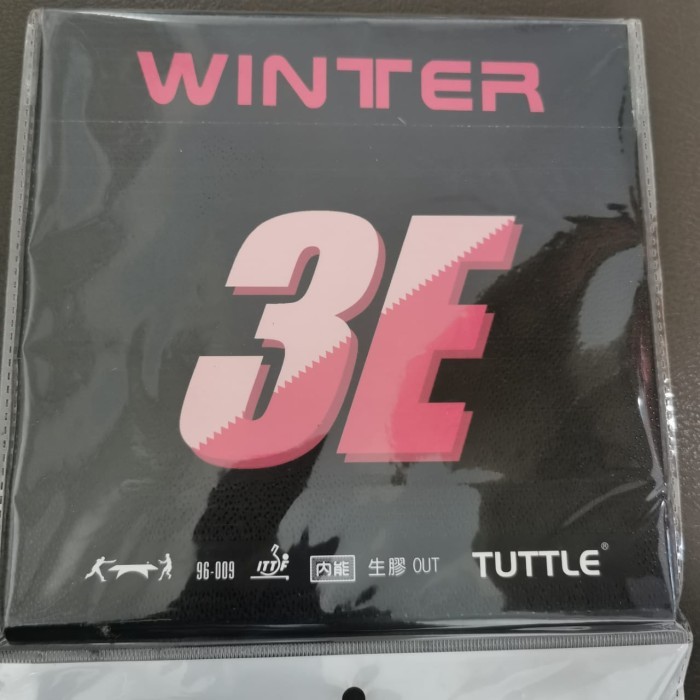 WINTER
3E
96-009 ITTF 内能 生膠 OUT TUTTLE®